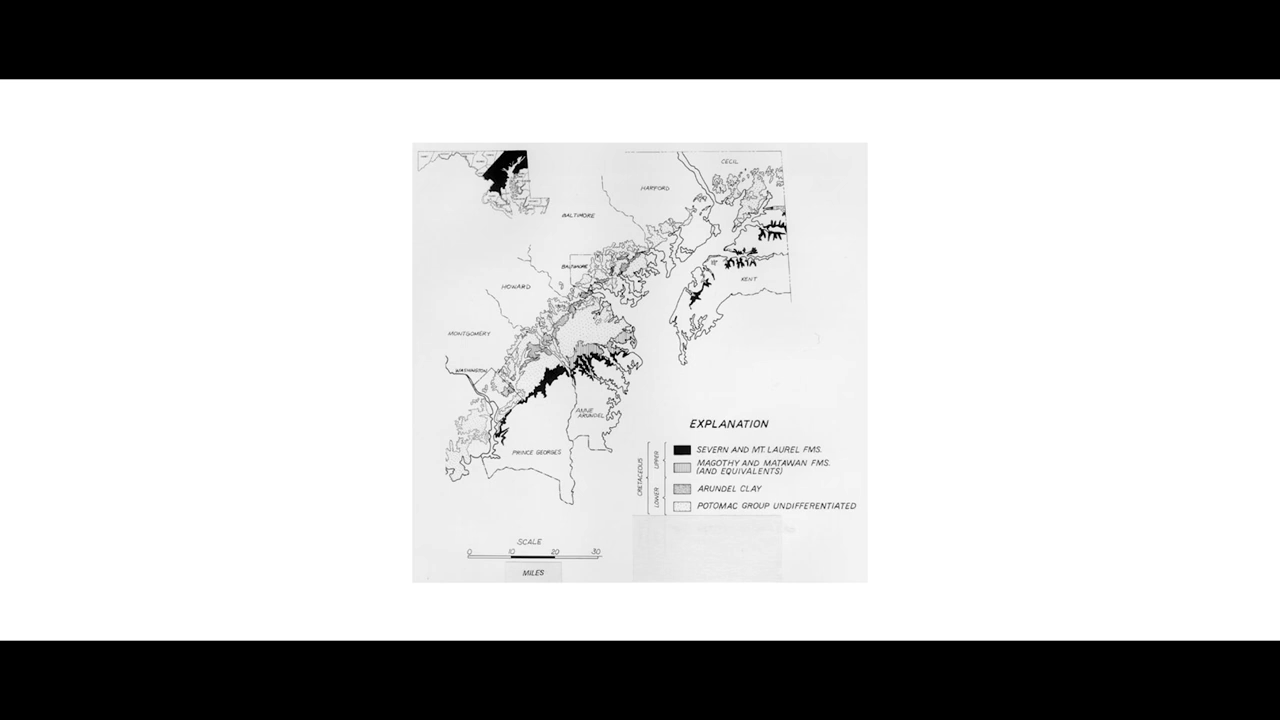 CECIL
HARFORD
BALTIMORE
BALTIMORE
KENT
HOWARD
MONTGOMERY
WASHINGTON
ANNE
ARUNDEL
PRINCE GEORGES
EXPLANATION
CRETACEOUS
UPPER
LOWER
SEVERN AND MT. LAUREL FMS.
MAGOTHY AND MATAWAN FMS.
(AND EQUIVALENTS)
ARUNDEL CLAY
POTOMAC GROUP UNDIFFERENTIATED
SCALE
0 10 20 30
MILES